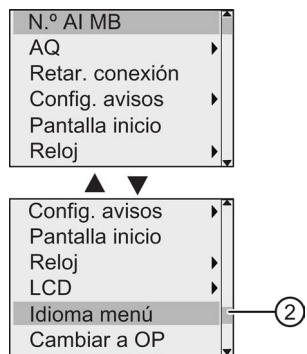 N.º AI MB
AQ
Retar. conexión
Config. avisos
Pantalla inicio
Reloj
Config. avisos
Pantalla inicio
Reloj
LCD
Idioma menú
2
Cambiar a OP